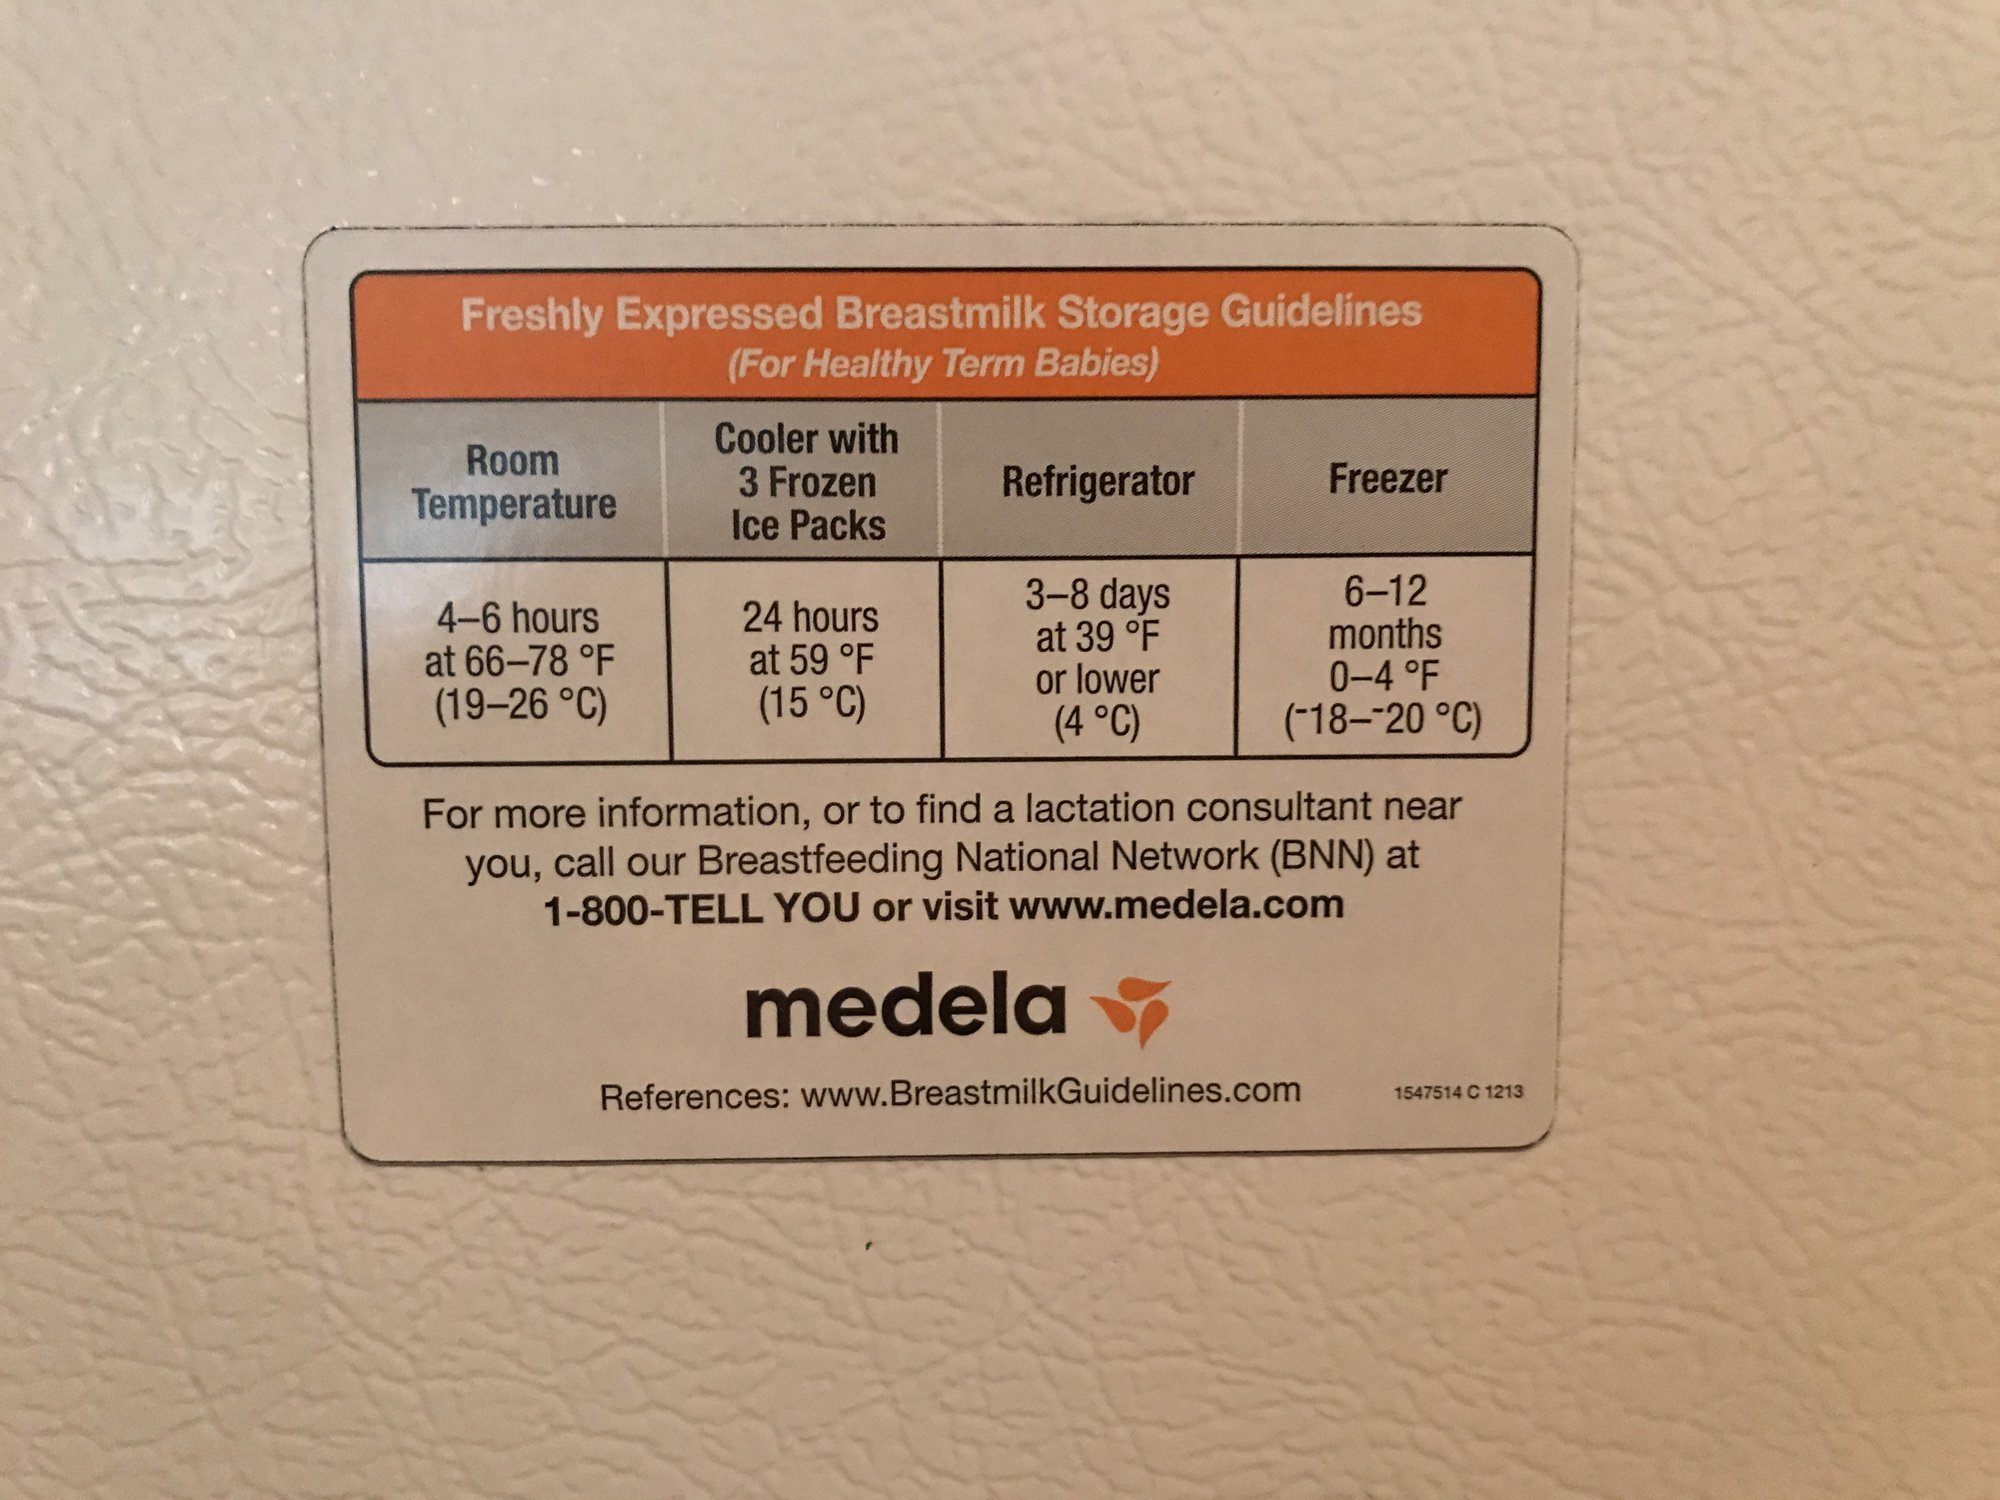 Freshly Expressed Breastmilk Storage Guidelines
(For Healthy Term Babies)
Room
Temperature
Cooler with
3 Frozen
Ice Packs
Refrigerator
Freezer
4–6 hours
at 66–78 °F
(19–26 °C)
24 hours
at 59 °F
(15 °C)
3–8 days
at 39 °F
or lower
(4 °C)
6–12
months
0–4 °F
(⁻18–⁻20 °C)
For more information, or to find a lactation consultant near
you, call our Breastfeeding National Network (BNN) at
1-800-TELL YOU or visit www.medela.com
medela
References: www.BreastmilkGuidelines.com
1547514 C 1213